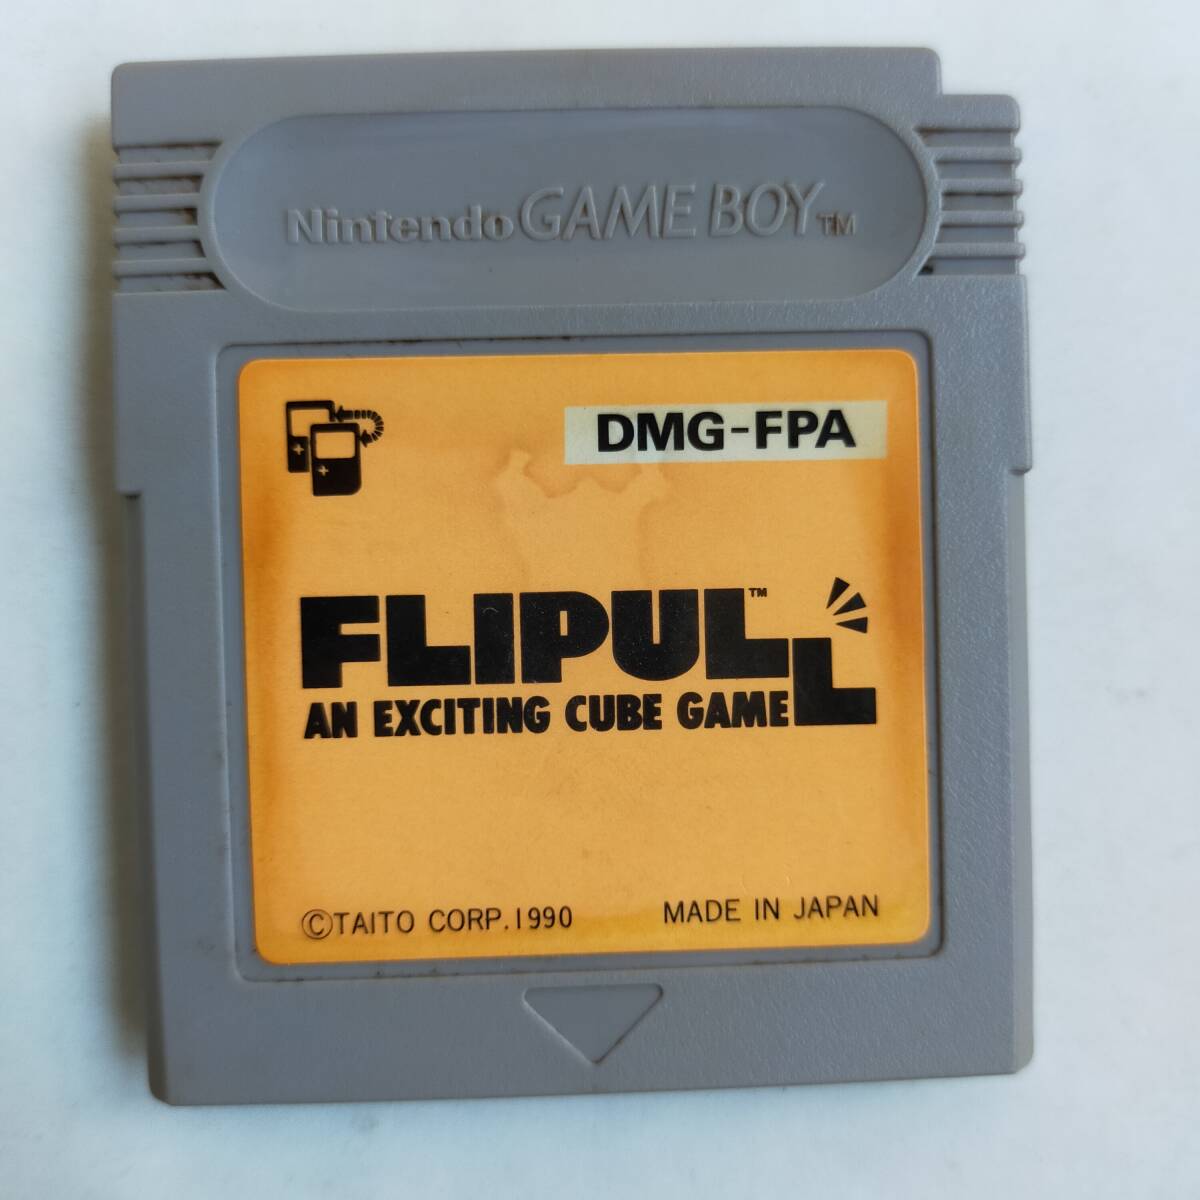 Nintendo GAME BOY™
DMG-FPA
FLIPULL™
AN EXCITING CUBE GAME
©TAITO CORP.1990 MADE IN JAPAN